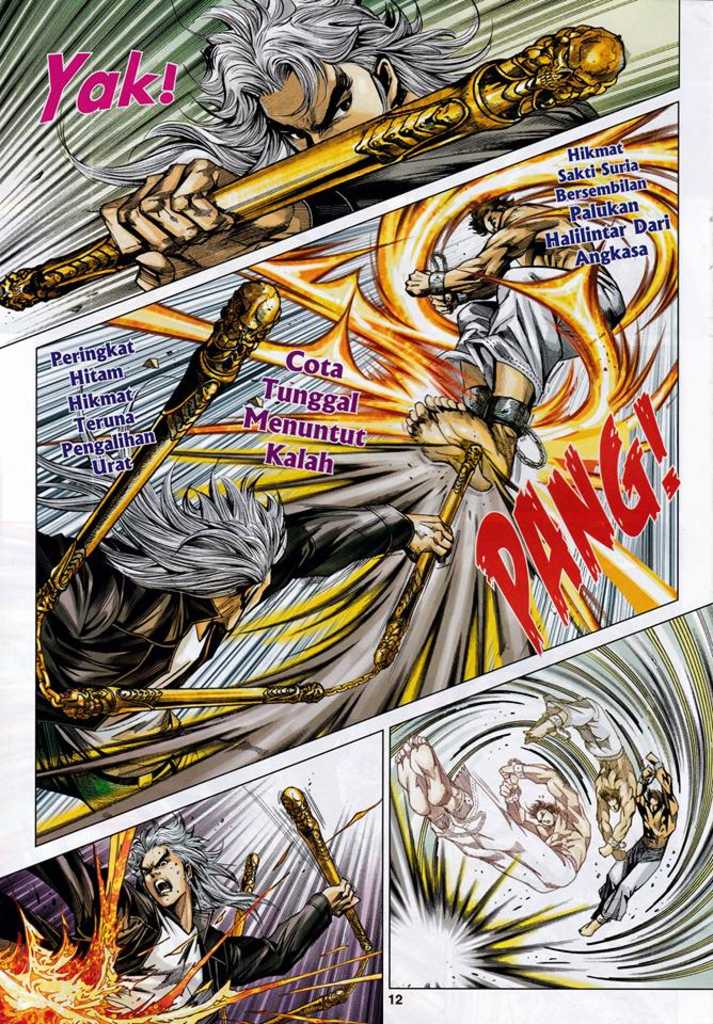 Yak!
Hikmat
Sakti Suria
Bersembilan
Palukan
Halilintar Dari
Angkasa
Peringkat
Hitam
Hikmat
Teruna
Pengalihan
Urat
Cota
Tunggal
Menuntut
Kalah
PANG!
12